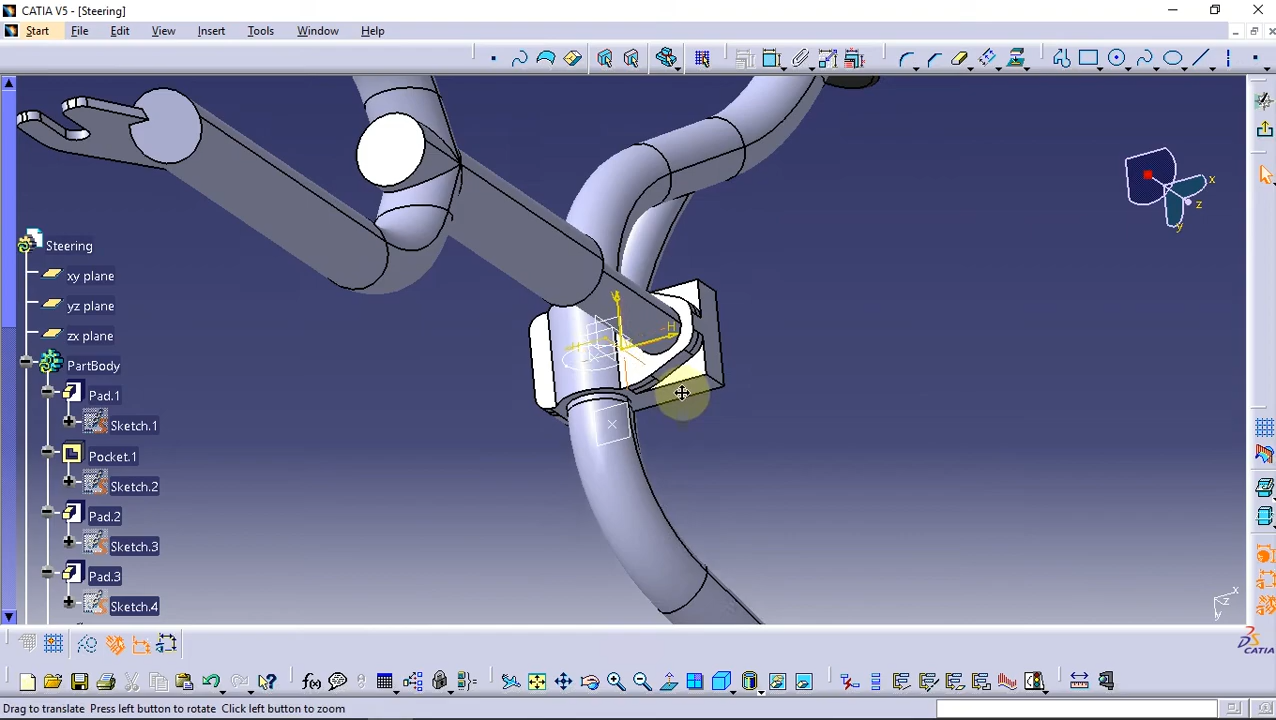 CATIA V5 - [Steering]
Start File Edit View Insert Tools Window Help
x
z
y
V
H
H
Steering
xy plane
yz plane
zx plane
PartBody
Pad.1
Sketch.1
Pocket.1
Sketch.2
Pad.2
Sketch.3
Pad.3
Sketch.4
x
z
y
CATIA
f(x)
Drag to translate Press left button to rotate Click left button to zoom